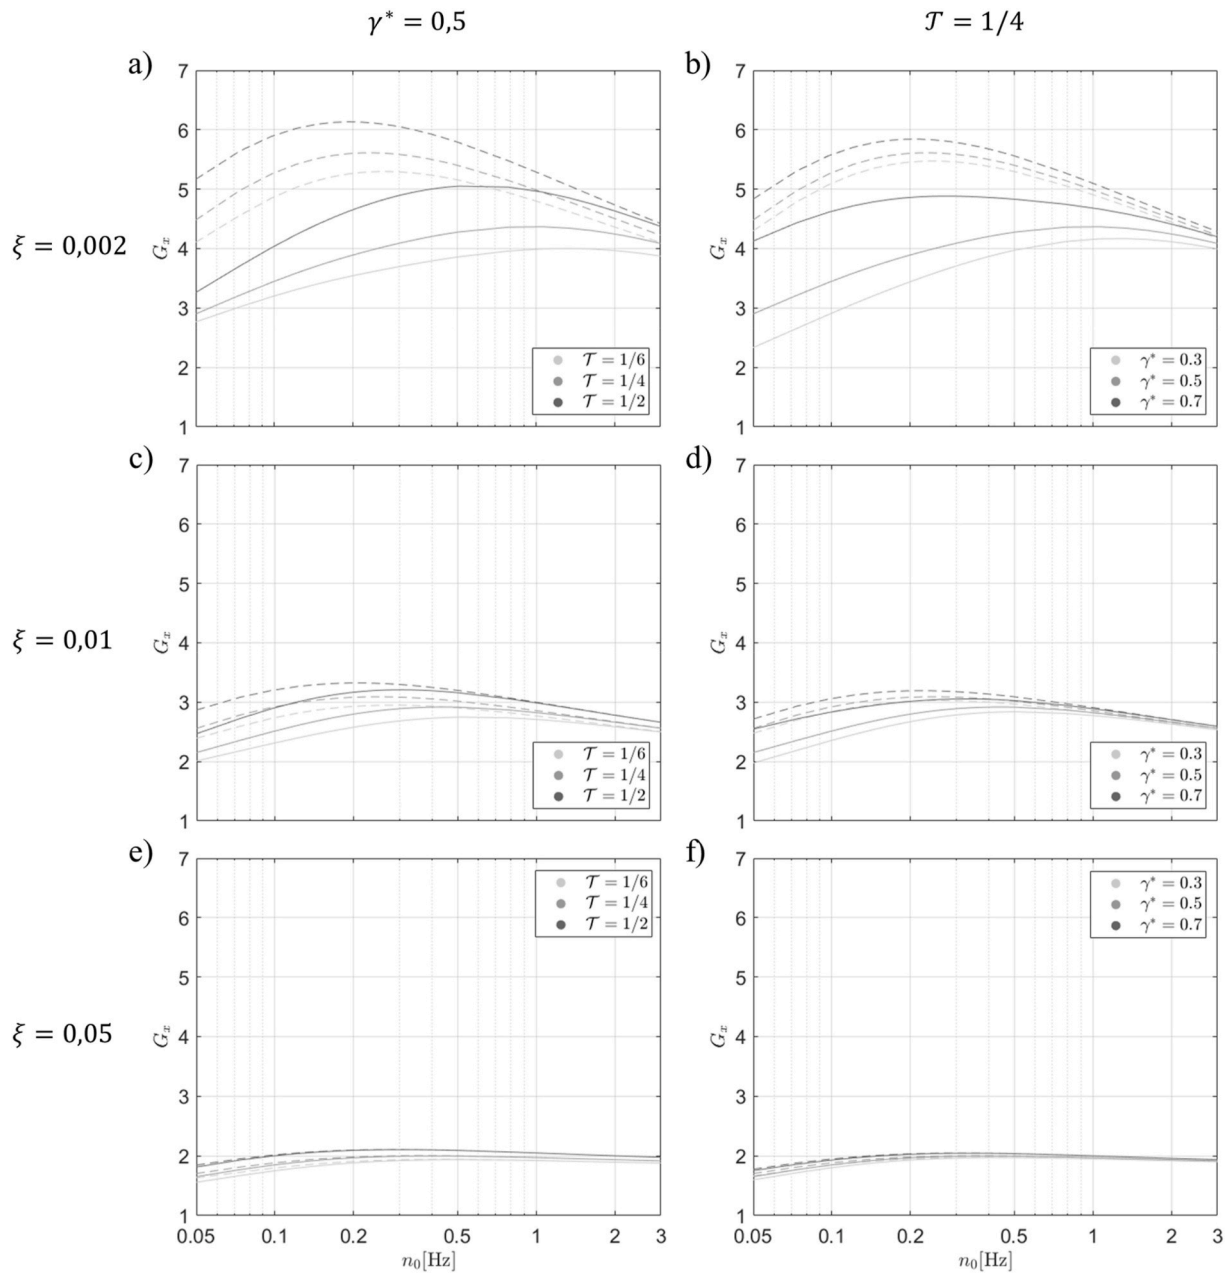 γ* = 0,5
𝒯 = 1/4
a)
7
6
5
4
3
2
1
G_x
𝒯 = 1/6
𝒯 = 1/4
𝒯 = 1/2
b)
7
6
5
4
3
2
1
G_x
γ* = 0.3
γ* = 0.5
γ* = 0.7
ξ = 0,002
c)
7
6
5
4
3
2
1
G_x
𝒯 = 1/6
𝒯 = 1/4
𝒯 = 1/2
d)
7
6
5
4
3
2
1
G_x
γ* = 0.3
γ* = 0.5
γ* = 0.7
ξ = 0,01
e)
7
6
5
4
3
2
1
G_x
𝒯 = 1/6
𝒯 = 1/4
𝒯 = 1/2
0.05 0.1 0.2 0.5 1 2 3
n₀[Hz]
f)
7
6
5
4
3
2
1
G_x
γ* = 0.3
γ* = 0.5
γ* = 0.7
0.05 0.1 0.2 0.5 1 2 3
n₀[Hz]
ξ = 0,05